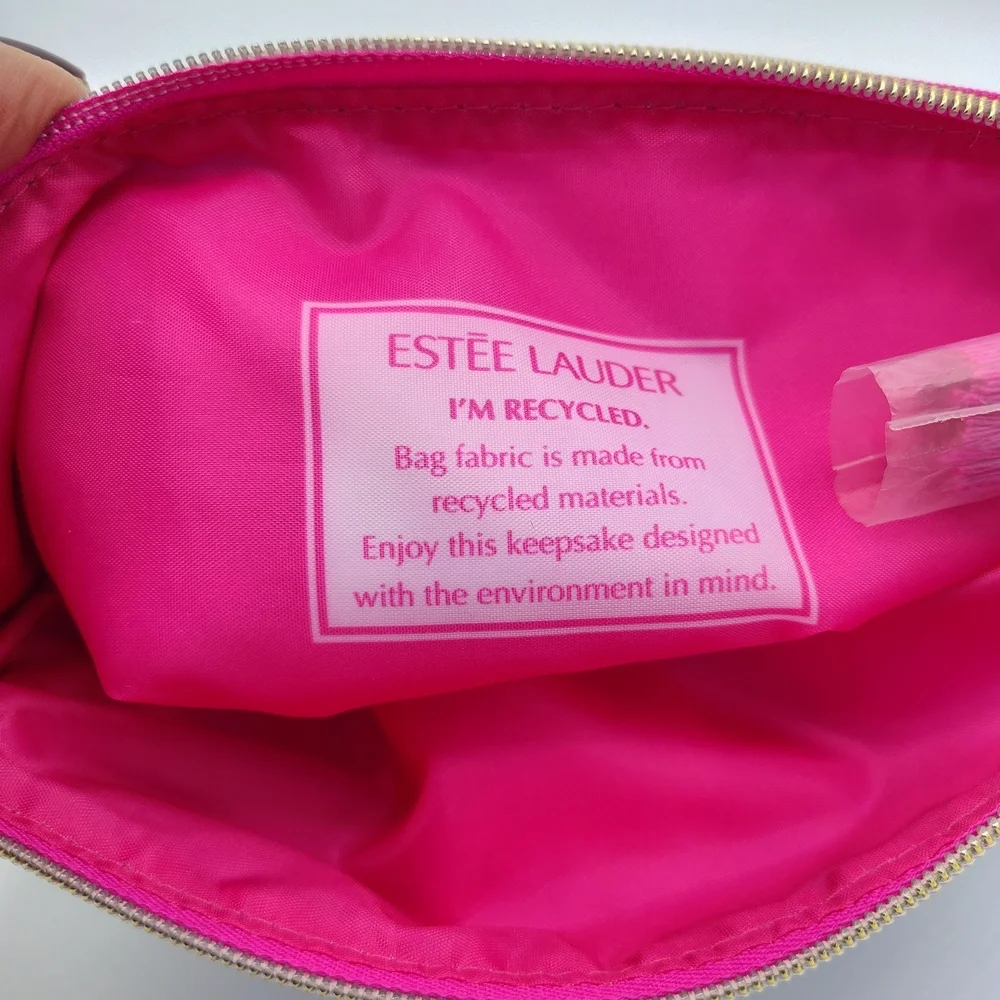 ESTĒE LAUDER
I'M RECYCLED.
Bag fabric is made from
recycled materials.
Enjoy this keepsake designed
with the environment in mind.